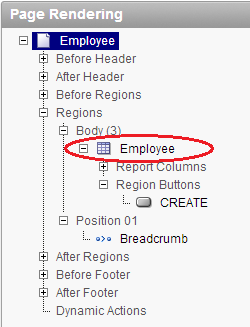 Page Rendering
Employee
Before Header
After Header
Before Regions
Regions
Body (3)
Employee
Report Columns
Region Buttons
CREATE
Position 01
Breadcrumb
After Regions
Before Footer
After Footer
Dynamic Actions